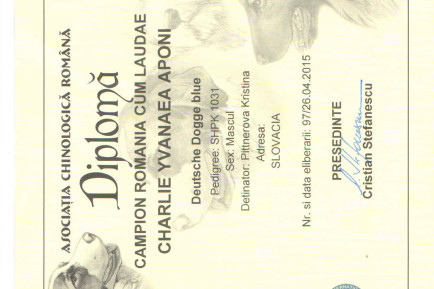 ASOCIAȚIA CHINOLOGICĂ ROMÂNĂ
Diplomă
CAMPION ROMANIA CUM LAUDAE
CHARLIE YVANAEA APONI
Deutsche Dogge blue
Pedigree: SHPK 1031
Sex: Mascul
Detinator: Pittnerova Kristina
Adresa:
SLOVACIA
Nr. si data eliberarii: 97/26.04.2015
PRESEDINTE
Cristian Stefanescu